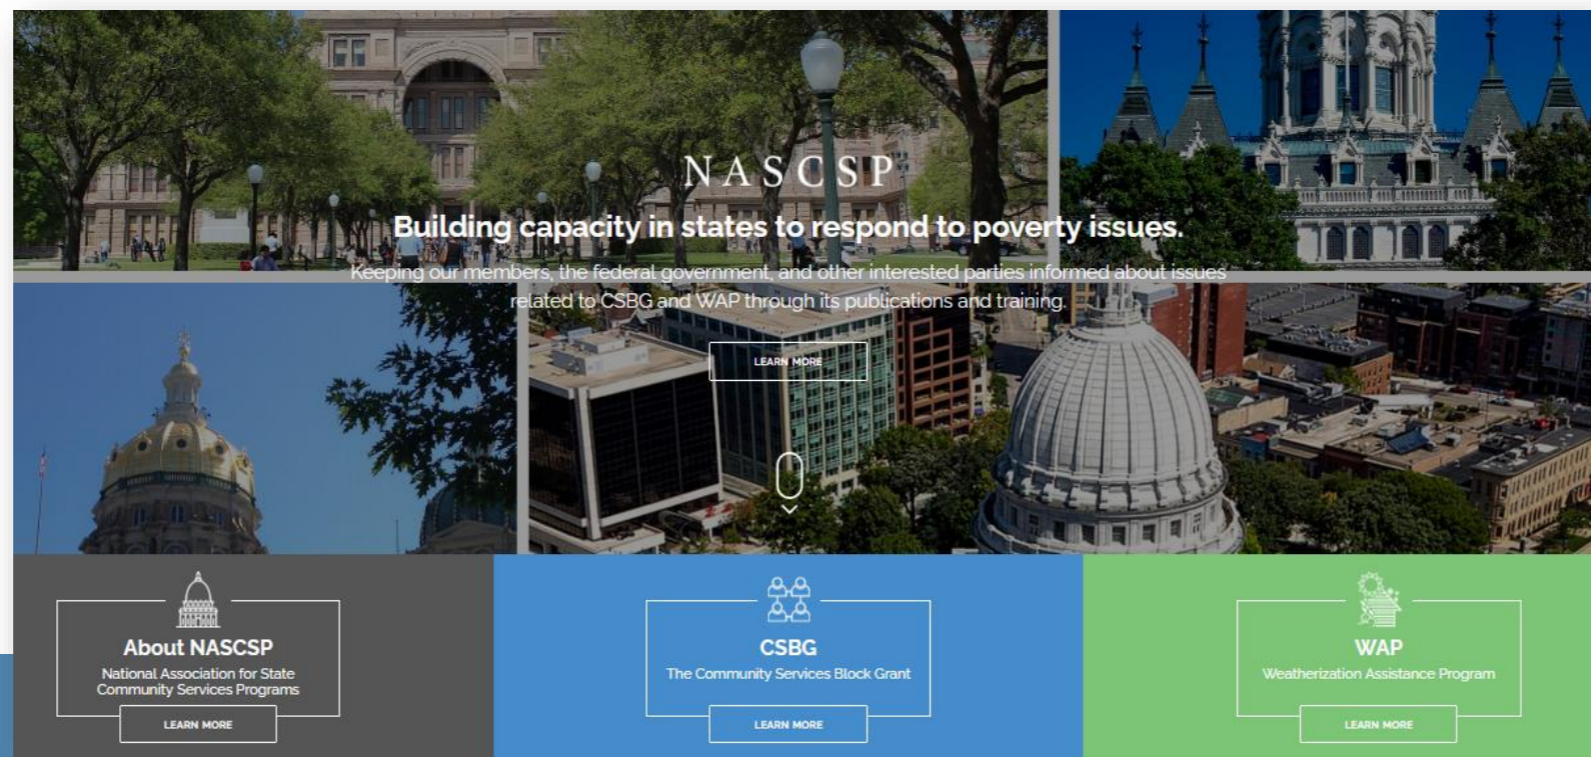 NASCSP
Building capacity in states to respond to poverty issues.
Keeping our members, the federal government, and other interested parties informed about issues
related to CSBG and WAP through its publications and training.
LEARN MORE
About NASCSP
National Association for State
Community Services Programs
LEARN MORE
CSBG
The Community Services Block Grant
LEARN MORE
WAP
Weatherization Assistance Program
LEARN MORE